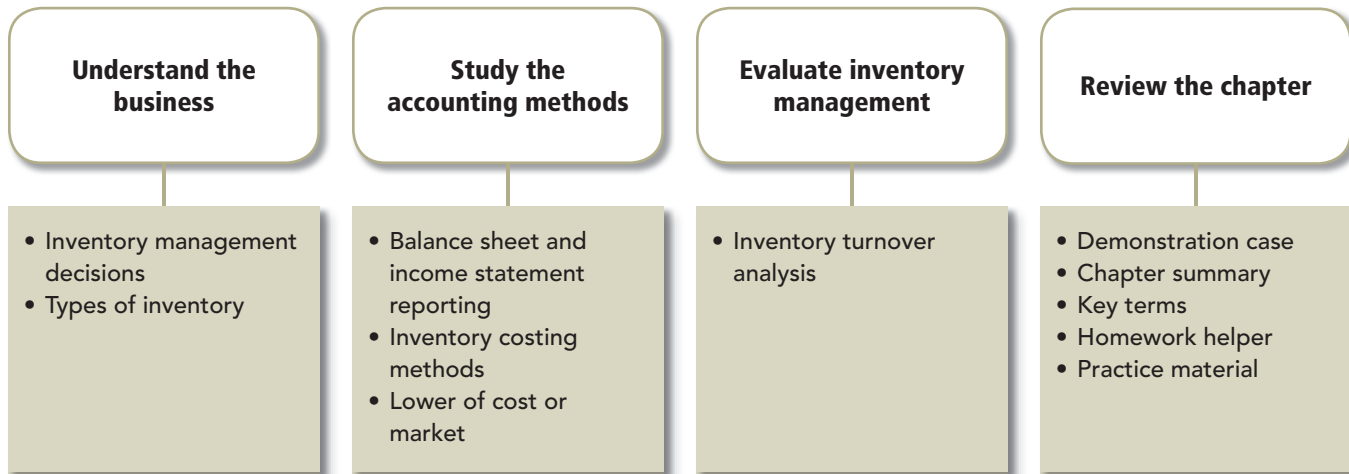 Understand the
business
• Inventory management
decisions
• Types of inventory
Study the
accounting methods
• Balance sheet and
income statement
reporting
• Inventory costing
methods
• Lower of cost or
market
Evaluate inventory
management
• Inventory turnover
analysis
Review the chapter
• Demonstration case
• Chapter summary
• Key terms
• Homework helper
• Practice material